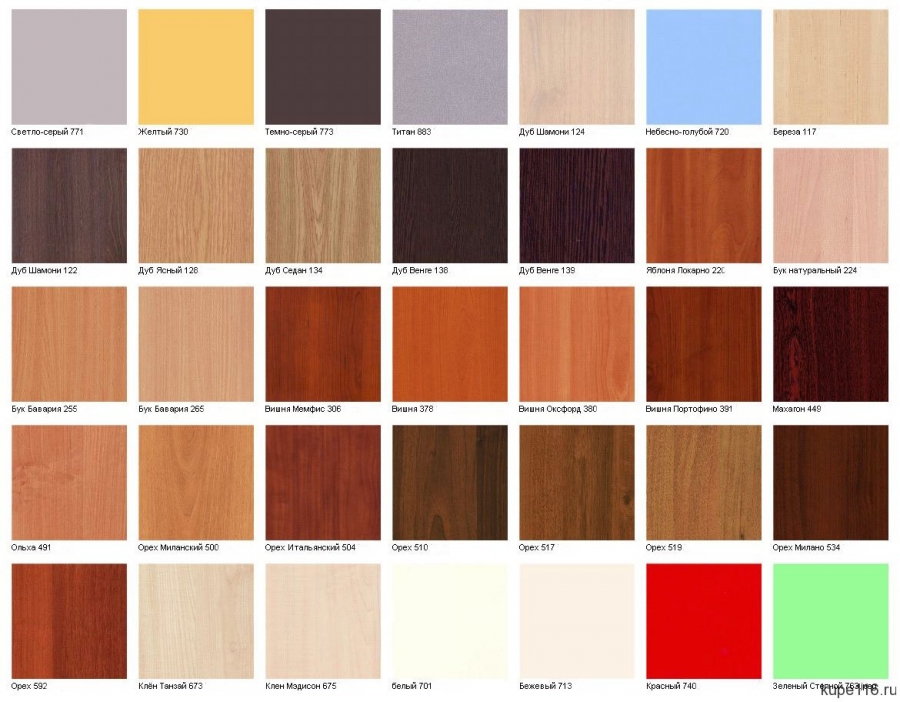 Светло-серый 771
Желтый 730
Темно-серый 773
Титан 883
Дуб Шамони 124
Небесно-голубой 720
Береза 117
Дуб Шамони 122
Дуб Ясный 128
Дуб Седан 134
Дуб Венге 138
Дуб Венге 139
Яблоня Локарно 220
Бук натуральный 224
Бук Бавария 255
Бук Бавария 265
Вишня Мемфис 306
Вишня 378
Вишня Оксфорд 380
Вишня Портофино 391
Махагон 449
Ольха 491
Орех Миланский 500
Орех Итальянский 504
Орех 510
Орех 517
Орех 519
Орех Милано 534
Орех 592
Клён Танзай 673
Клен Мэдисон 675
белый 701
Бежевый 713
Красный 740
Зеленый
kupe116.ru